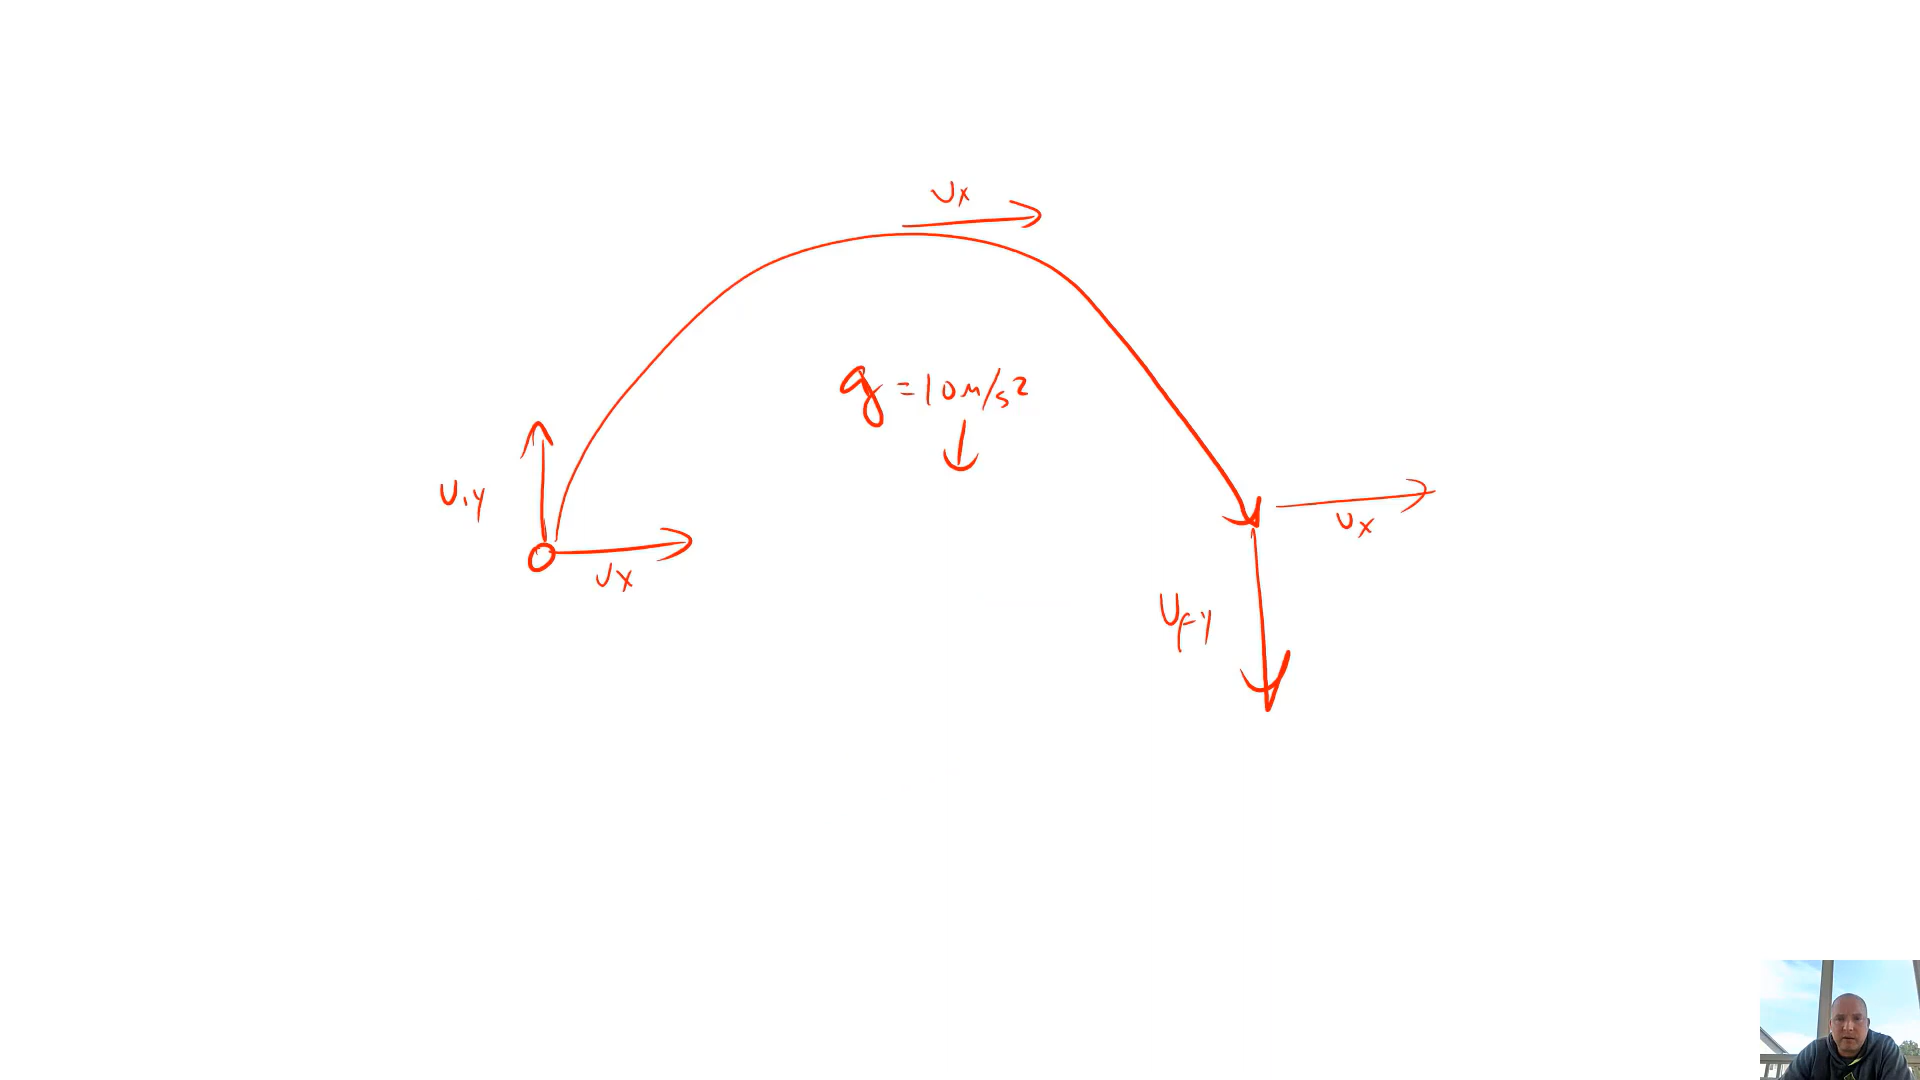 vx
g = 10 m/s2
viy
vx
vx
vfy